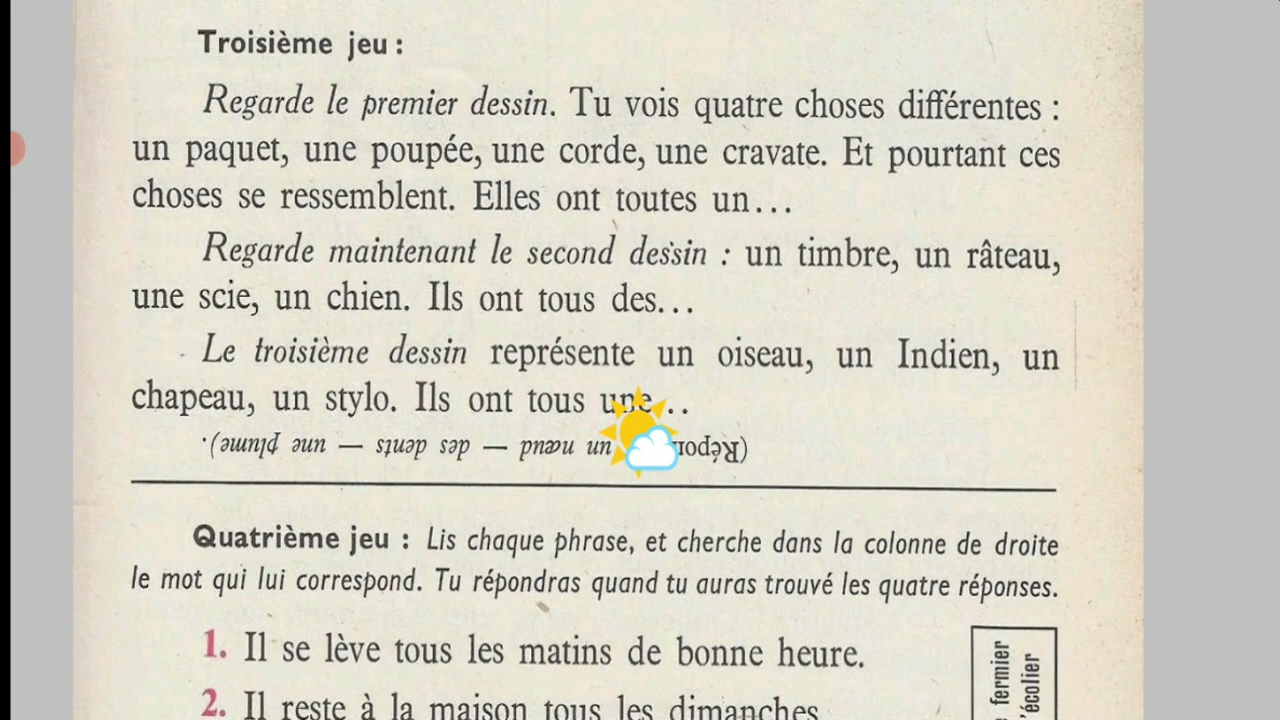 Troisième jeu :
Regarde le premier dessin. Tu vois quatre choses différentes :
un paquet, une poupée, une corde, une cravate. Et pourtant ces
choses se ressemblent. Elles ont toutes un...
Regarde maintenant le second dessin : un timbre, un râteau,
une scie, un chien. Ils ont tous des...
Le troisième dessin représente un oiseau, un Indien, un
chapeau, un stylo. Ils ont tous une...
un nœud — des dents — une plume).
Quatrième jeu : Lis chaque phrase, et cherche dans la colonne de droite
le mot qui lui correspond. Tu répondras quand tu auras trouvé les quatre réponses.
1. Il se lève tous les matins de bonne heure.
2. Il reste à la maison tous les dimanches
fermier
l'écolier